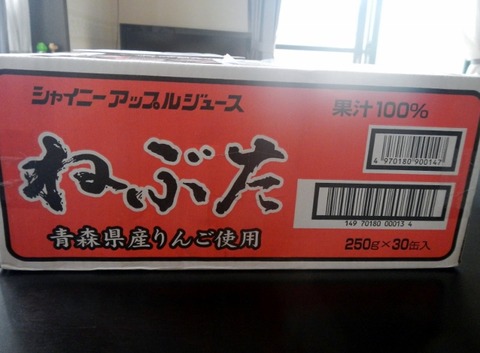 シャイニーアップルジュース
果汁100%
ねぶた
4 970180 900147
149 70180 00013 4
青森県産りんご使用
250g×30缶入